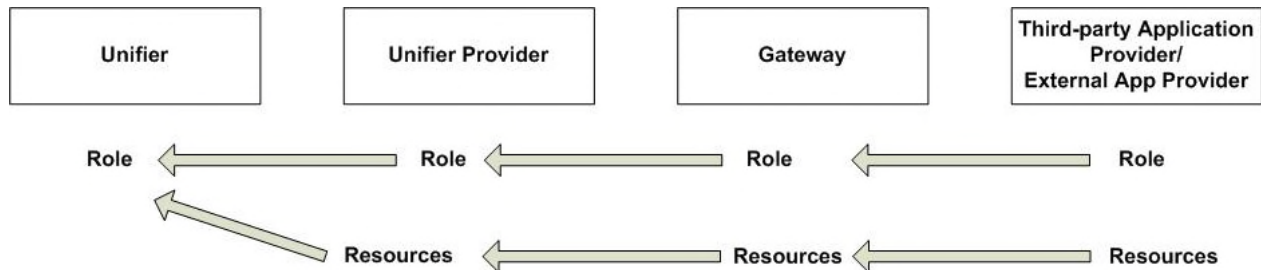 Unifier
Unifier Provider
Gateway
Third-party Application
Provider/
External App Provider
Role
Role
Role
Role
Resources
Resources
Resources